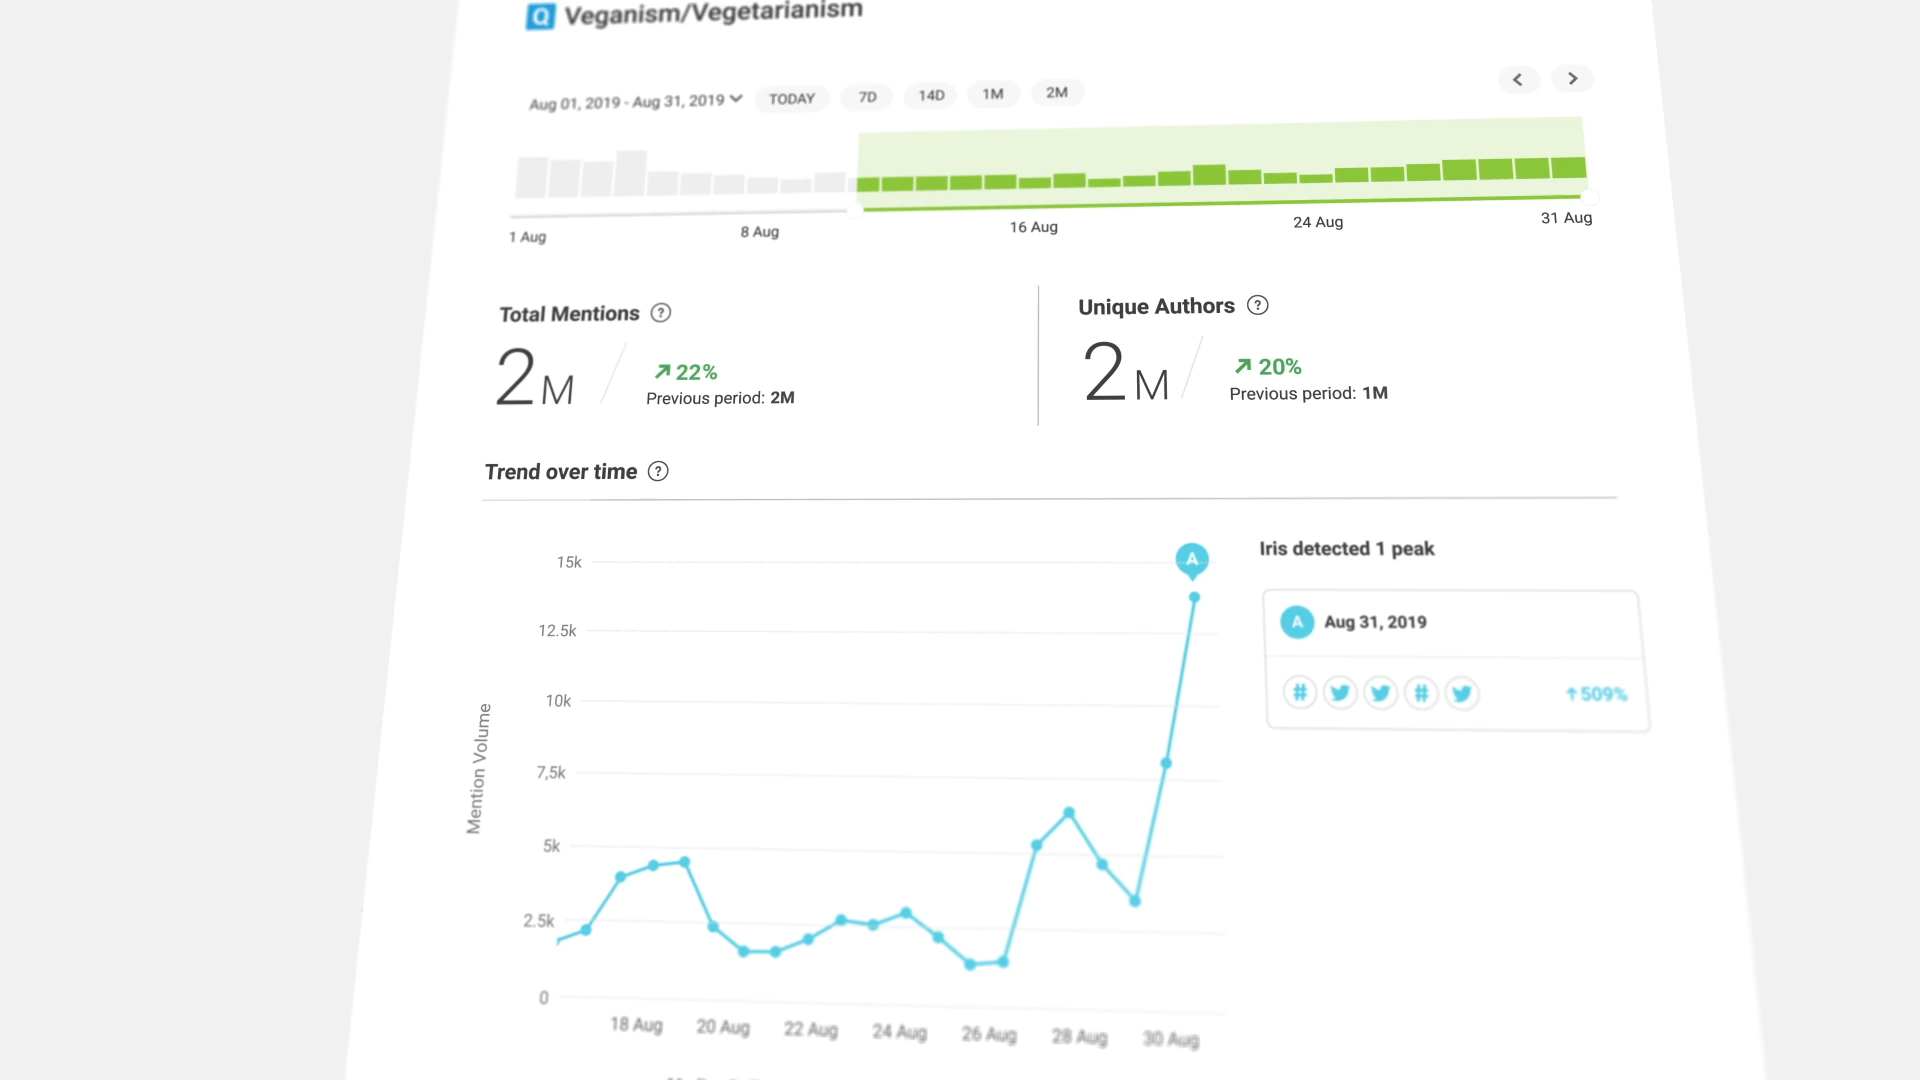 Q Veganism/Vegetarianism
Aug 01, 2019 - Aug 31, 2019 TODAY 7D 14D 1M 2M
1 Aug 8 Aug 16 Aug 24 Aug 31 Aug
Total Mentions ?
2M
22%
Previous period: 2M
Unique Authors ?
2M
20%
Previous period: 1M
Trend over time ?
Mention Volume
15k
12.5k
10k
7,5k
5k
2.5k
0
18 Aug 20 Aug 22 Aug 24 Aug 26 Aug 28 Aug 30 Aug
A
Iris detected 1 peak
A Aug 31, 2019
# # 509%